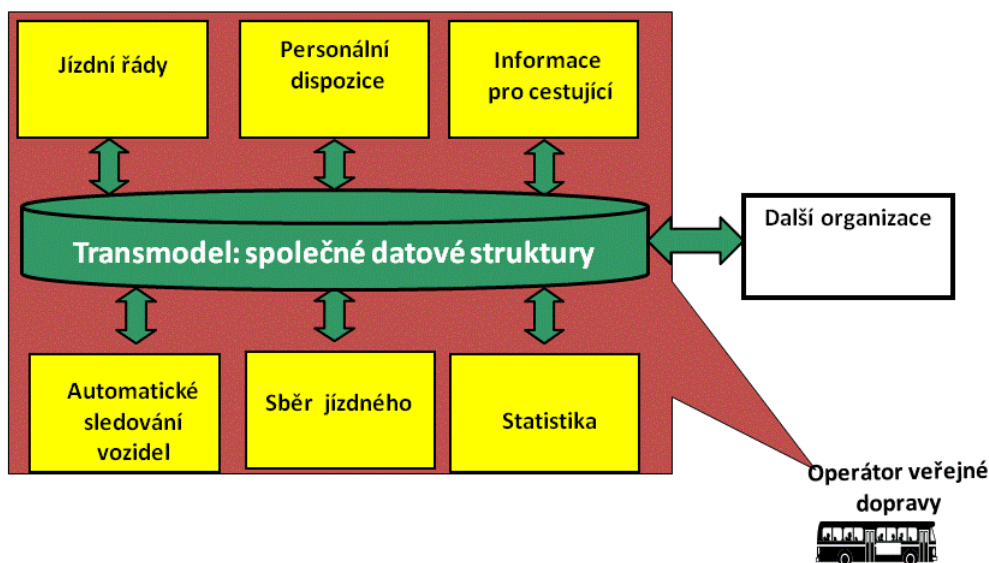 Jízdní řády
Personální
dispozice
Informace
pro cestující
Transmodel: společné datové struktury
Další organizace
Automatické
sledování
vozidel
Sběr jízdného
Statistika
Operátor veřejné
dopravy